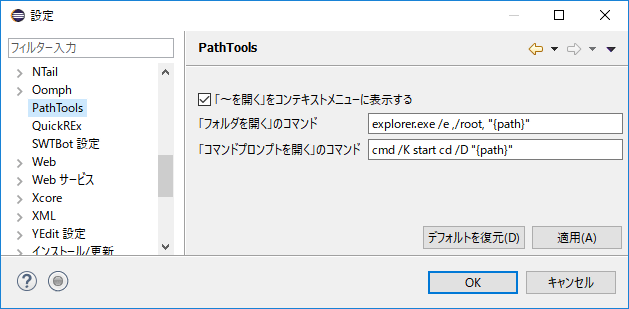 設定
フィルター入力
NTail
Oomph
PathTools
QuickREx
SWTBot 設定
Web
Web サービス
Xcore
XML
YEdit 設定
インストール/更新
PathTools
「～を開く」をコンテキストメニューに表示する
「フォルダを開く」のコマンド explorer.exe /e ,/root, "{path}"
「コマンドプロンプトを開く」のコマンド cmd /K start cd /D "{path}"
デフォルトを復元(D) 適用(A)
OK キャンセル